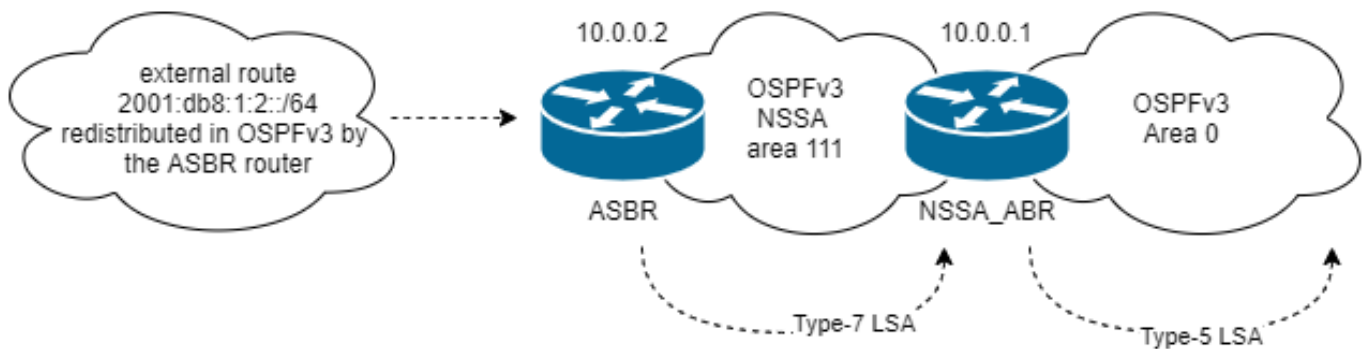 external route
2001:db8:1:2::/64
redistributed in OSPFv3 by
the ASBR router
10.0.0.2
ASBR
OSPFv3
NSSA
area 111
10.0.0.1
NSSA_ABR
OSPFv3
Area 0
Type-7 LSA
Type-5 LSA